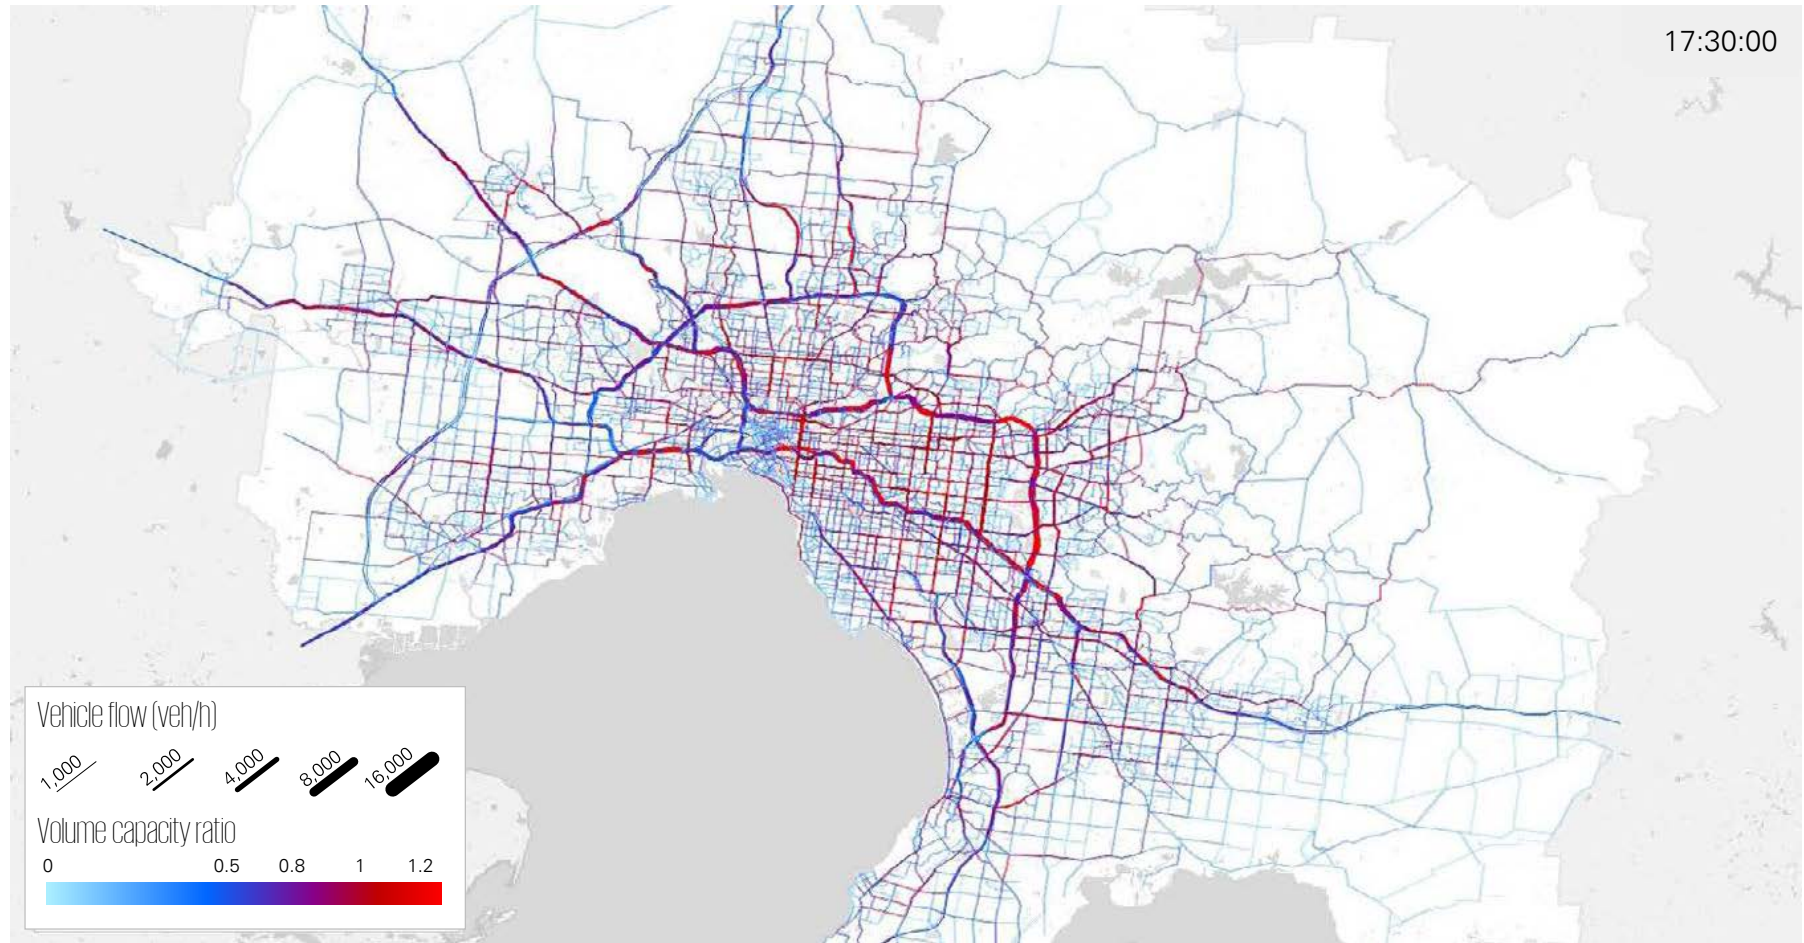 17:30:00
Vehicle flow (veh/h)
1,000 2,000 4,000 8,000 16,000
Volume capacity ratio
0 0.5 0.8 1 1.2